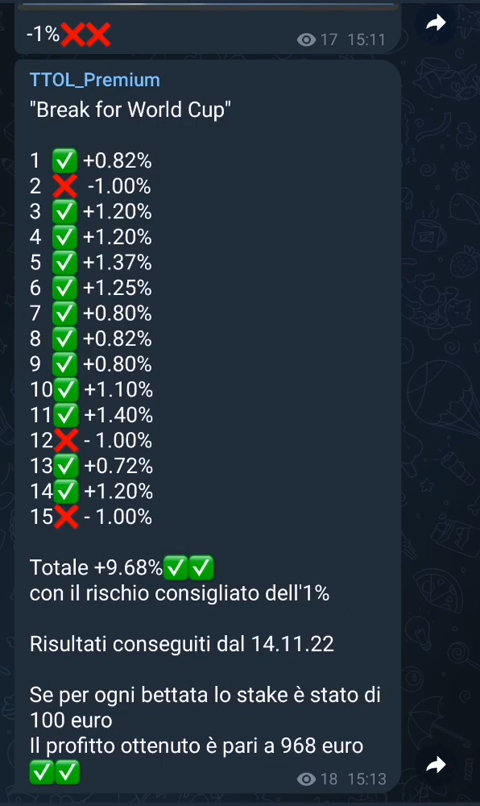 -1%❌❌
17 15:11
TTOL_Premium
"Break for World Cup"
1 ✅ +0.82%
2 ❌ -1.00%
3 ✅ +1.20%
4 ✅ +1.20%
5 ✅ +1.37%
6 ✅ +1.25%
7 ✅ +0.80%
8 ✅ +0.82%
9 ✅ +0.80%
10✅ +1.10%
11✅ +1.40%
12❌ - 1.00%
13✅ +0.72%
14✅ +1.20%
15❌ - 1.00%
Totale +9.68%✅✅
con il rischio consigliato dell'1%
Risultati conseguiti dal 14.11.22
Se per ogni bettata lo stake è stato di
100 euro
Il profitto ottenuto è pari a 968 euro
✅✅
18 15:13